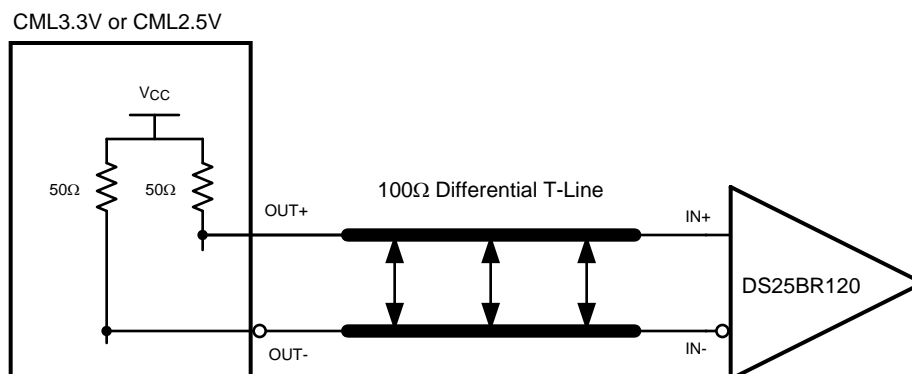 CML3.3V or CML2.5V
VCC
50Ω
50Ω
100Ω Differential T-Line
OUT+
IN+
DS25BR120
OUT-
IN-